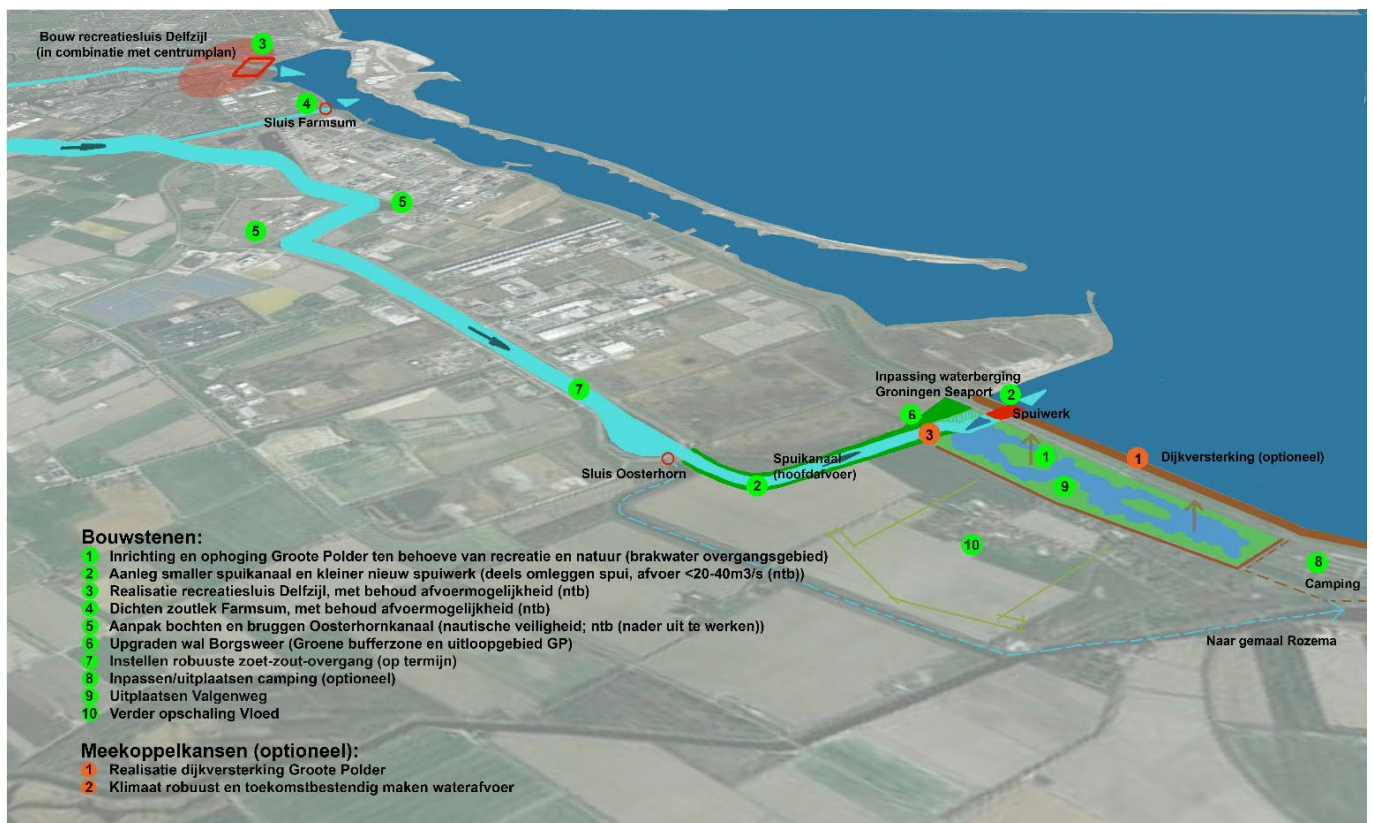 Bouw recreatiesluis Delfzijl
(in combinatie met centrumplan)
3
4
Sluis Farmsum
5
5
7
Inpassing waterberging
Groningen Seaport
2
6
Spuiwerk
3
1
1
Dijkversterking (optioneel)
Sluis Oosterhorn
Spuikanaal
(hoofdafvoer)
2
9
10
8
Camping
Naar gemaal Rozema
Bouwstenen:
1 Inrichting en ophoging Groote Polder ten behoeve van recreatie en natuur (brakwater overgangsgebied)
2 Aanleg smaller spuikanaal en kleiner nieuw spuiwerk (deels omleggen spui, afvoer <20-40m3/s (ntb))
3 Realisatie recreatiesluis Delfzijl, met behoud afvoermogelijkheid (ntb)
4 Dichten zoutlek Farmsum, met behoud afvoermogelijkheid (ntb)
5 Aanpak bochten en bruggen Oosterhornkanaal (nautische veiligheid; ntb (nader uit te werken))
6 Upgraden wal Borgsweer (Groene bufferzone en uitloopgebied GP)
7 Instellen robuuste zoet-zout-overgang (op termijn)
8 Inpassen/uitplaatsen camping (optioneel)
9 Uitplaatsen Valgenweg
10 Verder opschaling Vloed
Meekoppelkansen (optioneel):
1 Realisatie dijkversterking Groote Polder
2 Klimaat robuust en toekomstbestendig maken waterafvoer